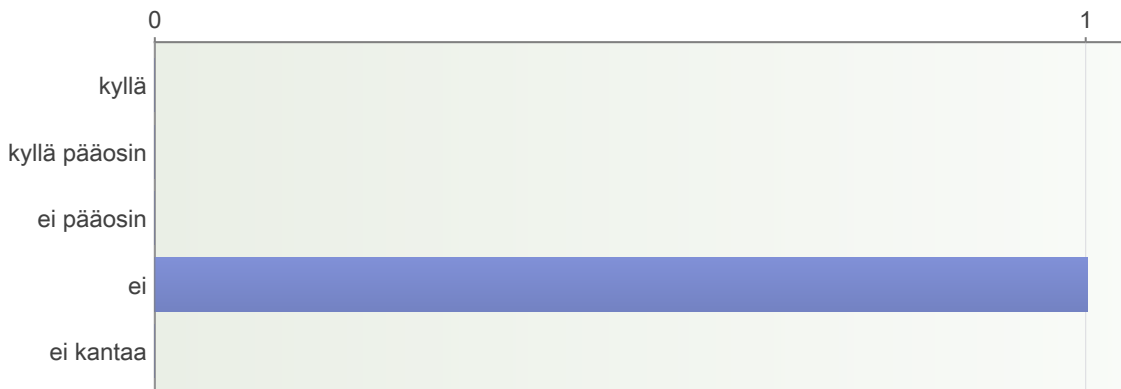 0 1
kyllä
kyllä pääosin
ei pääosin
ei
ei kantaa